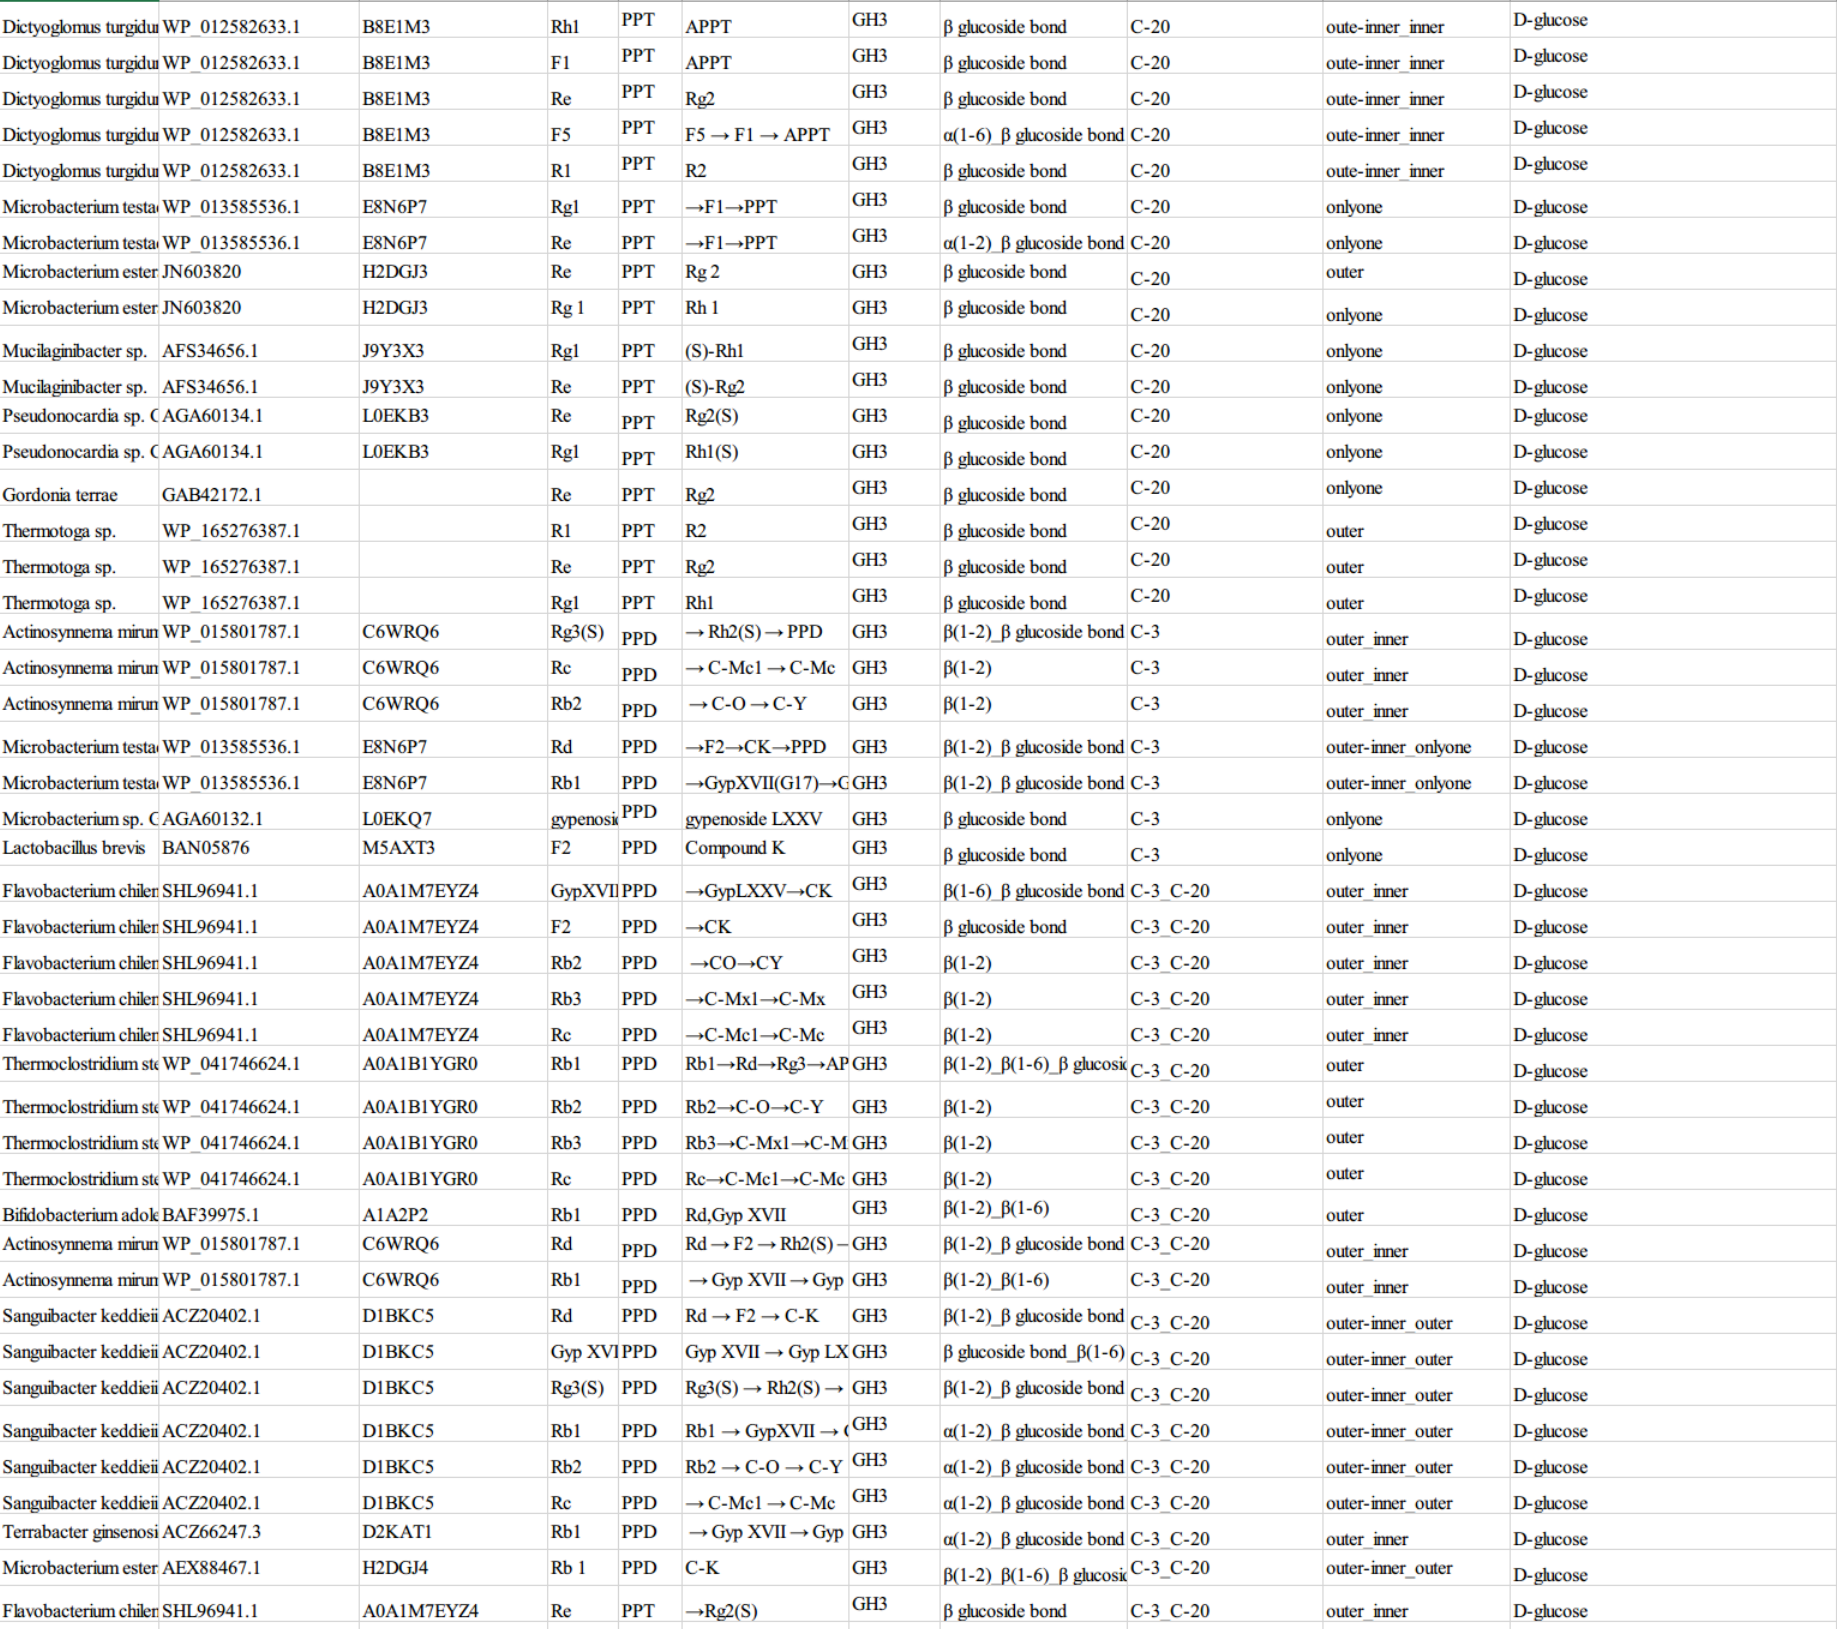 Dictyoglomus turgidu WP_012582633.1 B8E1M3 Rh1 PPT APPT GH3 β glucoside bond C-20 oute-inner_inner D-glucose
Dictyoglomus turgidu WP_012582633.1 B8E1M3 F1 PPT APPT GH3 β glucoside bond C-20 oute-inner_inner D-glucose
Dictyoglomus turgidu WP_012582633.1 B8E1M3 Re PPT Rg2 GH3 β glucoside bond C-20 oute-inner_inner D-glucose
Dictyoglomus turgidu WP_012582633.1 B8E1M3 F5 PPT F5 → F1 → APPT GH3 α(1-6)_β glucoside bond C-20 oute-inner_inner D-glucose
Dictyoglomus turgidu WP_012582633.1 B8E1M3 R1 PPT R2 GH3 β glucoside bond C-20 oute-inner_inner D-glucose
Microbacterium testa WP_013585536.1 E8N6P7 Rg1 PPT →F1→PPT GH3 β glucoside bond C-20 onlyone D-glucose
Microbacterium testa WP_013585536.1 E8N6P7 Re PPT →F1→PPT GH3 α(1-2)_β glucoside bond C-20 onlyone D-glucose
Microbacterium ester JN603820 H2DGJ3 Re PPT Rg 2 GH3 β glucoside bond C-20 outer D-glucose
Microbacterium ester JN603820 H2DGJ3 Rg 1 PPT Rh 1 GH3 β glucoside bond C-20 onlyone D-glucose
Mucilaginibacter sp. AFS34656.1 J9Y3X3 Rg1 PPT (S)-Rh1 GH3 β glucoside bond C-20 onlyone D-glucose
Mucilaginibacter sp. AFS34656.1 J9Y3X3 Re PPT (S)-Rg2 GH3 β glucoside bond C-20 onlyone D-glucose
Pseudonocardia sp. C AGA60134.1 L0EKB3 Re PPT Rg2(S) GH3 β glucoside bond C-20 onlyone D-glucose
Pseudonocardia sp. C AGA60134.1 L0EKB3 Rg1 PPT Rh1(S) GH3 β glucoside bond C-20 onlyone D-glucose
Gordonia terrae GAB42172.1 Re PPT Rg2 GH3 β glucoside bond C-20 onlyone D-glucose
Thermotoga sp. WP_165276387.1 R1 PPT R2 GH3 β glucoside bond C-20 outer D-glucose
Thermotoga sp. WP_165276387.1 Re PPT Rg2 GH3 β glucoside bond C-20 outer D-glucose
Thermotoga sp. WP_165276387.1 Rg1 PPT Rh1 GH3 β glucoside bond C-20 outer D-glucose
Actinosynnema mirun WP_015801787.1 C6WRQ6 Rg3(S) PPD → Rh2(S) → PPD GH3 β(1-2)_β glucoside bond C-3 outer_inner D-glucose
Actinosynnema mirun WP_015801787.1 C6WRQ6 Rc PPD → C-Mc1 → C-Mc GH3 β(1-2) C-3 outer_inner D-glucose
Actinosynnema mirun WP_015801787.1 C6WRQ6 Rb2 PPD → C-O → C-Y GH3 β(1-2) C-3 outer_inner D-glucose
Microbacterium testa WP_013585536.1 E8N6P7 Rd PPD →F2→CK→PPD GH3 β(1-2)_β glucoside bond C-3 outer-inner_onlyone D-glucose
Microbacterium testa WP_013585536.1 E8N6P7 Rb1 PPD →GypXVII(G17)→G GH3 β(1-2)_β glucoside bond C-3 outer-inner_onlyone D-glucose
Microbacterium sp. G AGA60132.1 L0EKQ7 gypenosi PPD gypenoside LXXV GH3 β glucoside bond C-3 onlyone D-glucose
Lactobacillus brevis BAN05876 M5AXT3 F2 PPD Compound K GH3 β glucoside bond C-3 onlyone D-glucose
Flavobacterium chilen SHL96941.1 A0A1M7EYZ4 GypXVII PPD →GypLXXV→CK GH3 β(1-6)_β glucoside bond C-3_C-20 outer_inner D-glucose
Flavobacterium chilen SHL96941.1 A0A1M7EYZ4 F2 PPD →CK GH3 β glucoside bond C-3_C-20 outer_inner D-glucose
Flavobacterium chilen SHL96941.1 A0A1M7EYZ4 Rb2 PPD →CO→CY GH3 β(1-2) C-3_C-20 outer_inner D-glucose
Flavobacterium chilen SHL96941.1 A0A1M7EYZ4 Rb3 PPD →C-Mx1→C-Mx GH3 β(1-2) C-3_C-20 outer_inner D-glucose
Flavobacterium chilen SHL96941.1 A0A1M7EYZ4 Rc PPD →C-Mc1→C-Mc GH3 β(1-2) C-3_C-20 outer_inner D-glucose
Thermoclostridium ste WP_041746624.1 A0A1B1YGR0 Rb1 PPD Rb1→Rd→Rg3→AP GH3 β(1-2)_β(1-6)_β glucosi C-3_C-20 outer D-glucose
Thermoclostridium ste WP_041746624.1 A0A1B1YGR0 Rb2 PPD Rb2→C-O→C-Y GH3 β(1-2) C-3_C-20 outer D-glucose
Thermoclostridium ste WP_041746624.1 A0A1B1YGR0 Rb3 PPD Rb3→C-Mx1→C-M GH3 β(1-2) C-3_C-20 outer D-glucose
Thermoclostridium ste WP_041746624.1 A0A1B1YGR0 Rc PPD Rc→C-Mc1→C-Mc GH3 β(1-2) C-3_C-20 outer D-glucose
Bifidobacterium adole BAF39975.1 A1A2P2 Rb1 PPD Rd,Gyp XVII GH3 β(1-2)_β(1-6) C-3_C-20 outer D-glucose
Actinosynnema mirun WP_015801787.1 C6WRQ6 Rd PPD Rd → F2 → Rh2(S) – GH3 β(1-2)_β glucoside bond C-3_C-20 outer_inner D-glucose
Actinosynnema mirun WP_015801787.1 C6WRQ6 Rb1 PPD → Gyp XVII → Gyp GH3 β(1-2)_β(1-6) C-3_C-20 outer_inner D-glucose
Sanguibacter keddieii ACZ20402.1 D1BKC5 Rd PPD Rd → F2 → C-K GH3 β(1-2)_β glucoside bond C-3_C-20 outer-inner_outer D-glucose
Sanguibacter keddieii ACZ20402.1 D1BKC5 Gyp XVI PPD Gyp XVII → Gyp LX GH3 β glucoside bond_β(1-6) C-3_C-20 outer-inner_outer D-glucose
Sanguibacter keddieii ACZ20402.1 D1BKC5 Rg3(S) PPD Rg3(S) → Rh2(S) → GH3 β(1-2)_β glucoside bond C-3_C-20 outer-inner_outer D-glucose
Sanguibacter keddieii ACZ20402.1 D1BKC5 Rb1 PPD Rb1 → GypXVII → GH3 α(1-2)_β glucoside bond C-3_C-20 outer-inner_outer D-glucose
Sanguibacter keddieii ACZ20402.1 D1BKC5 Rb2 PPD Rb2 → C-O → C-Y GH3 α(1-2)_β glucoside bond C-3_C-20 outer-inner_outer D-glucose
Sanguibacter keddieii ACZ20402.1 D1BKC5 Rc PPD → C-Mc1 → C-Mc GH3 α(1-2)_β glucoside bond C-3_C-20 outer-inner_outer D-glucose
Terrabacter ginsenosi ACZ66247.3 D2KAT1 Rb1 PPD → Gyp XVII → Gyp GH3 α(1-2)_β glucoside bond C-3_C-20 outer_inner D-glucose
Microbacterium ester AEX88467.1 H2DGJ4 Rb 1 PPD C-K GH3 β(1-2)_β(1-6)_β glucosi C-3_C-20 outer-inner_outer D-glucose
Flavobacterium chilen SHL96941.1 A0A1M7EYZ4 Re PPT →Rg2(S) GH3 β glucoside bond C-3_C-20 outer_inner D-glucose